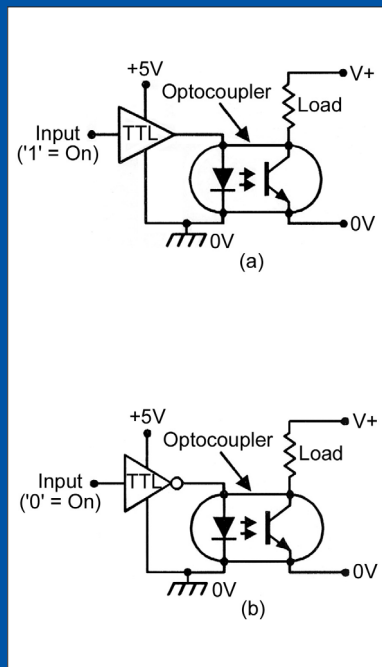 +5V
V+
Optocoupler
Load
Input
('1' = On)
TTL
0V
0V
(a)
+5V
V+
Optocoupler
Load
Input
('0' = On)
TTL
0V
0V
(b)